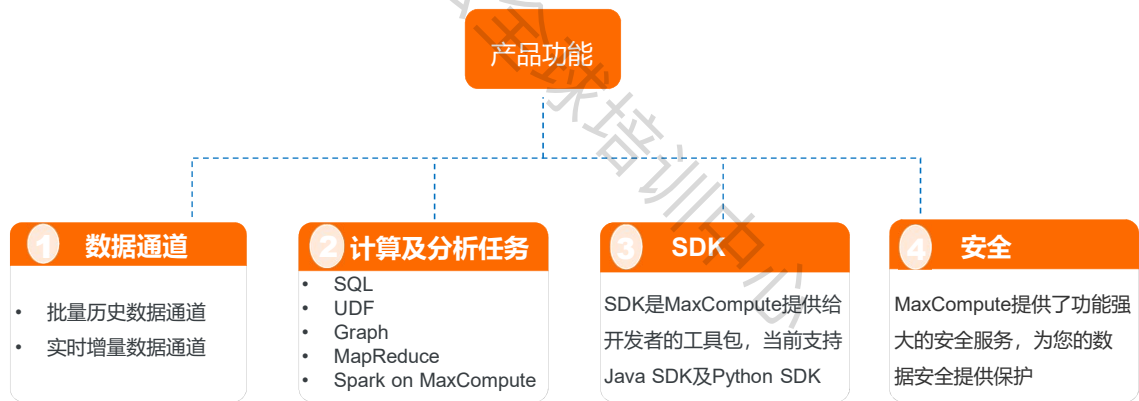 产品功能
1 数据通道
• 批量历史数据通道
• 实时增量数据通道
2 计算及分析任务
• SQL
• UDF
• Graph
• MapReduce
• Spark on MaxCompute
3 SDK
SDK是MaxCompute提供给
开发者的工具包，当前支持
Java SDK及Python SDK
4 安全
MaxCompute提供了功能强
大的安全服务，为您的数
据安全提供保护
全球培训中心